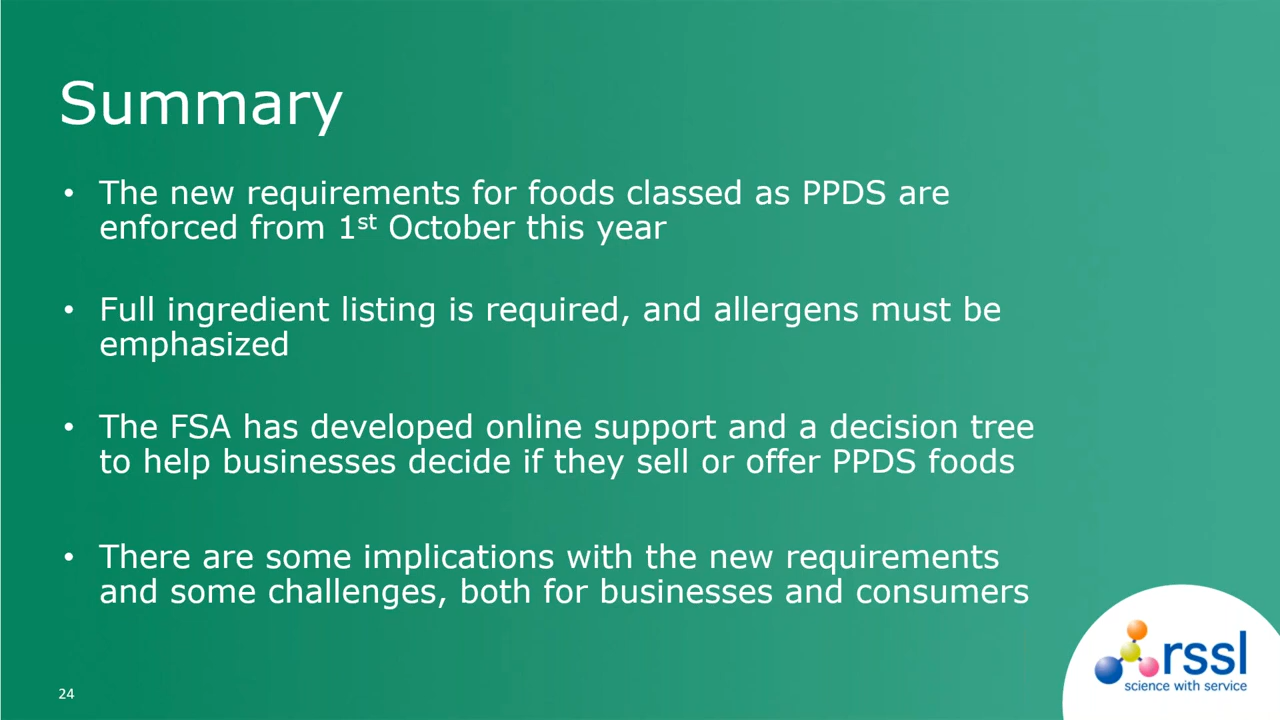 Summary
• The new requirements for foods classed as PPDS are
enforced from 1st October this year
• Full ingredient listing is required, and allergens must be
emphasized
• The FSA has developed online support and a decision tree
to help businesses decide if they sell or offer PPDS foods
• There are some implications with the new requirements
and some challenges, both for businesses and consumers
rssl
science with service
24